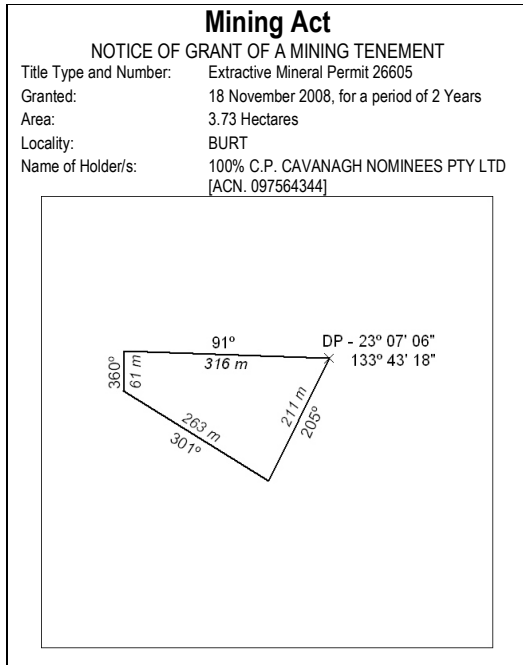 Mining Act
NOTICE OF GRANT OF A MINING TENEMENT
Title Type and Number: Extractive Mineral Permit 26605
Granted: 18 November 2008, for a period of 2 Years
Area: 3.73 Hectares
Locality: BURT
Name of Holder/s: 100% C.P. CAVANAGH NOMINEES PTY LTD
[ACN. 097564344]
91º
316 m
DP - 23º 07' 06"
133º 43' 18"
360º
61 m
211 m
205º
263 m
301º